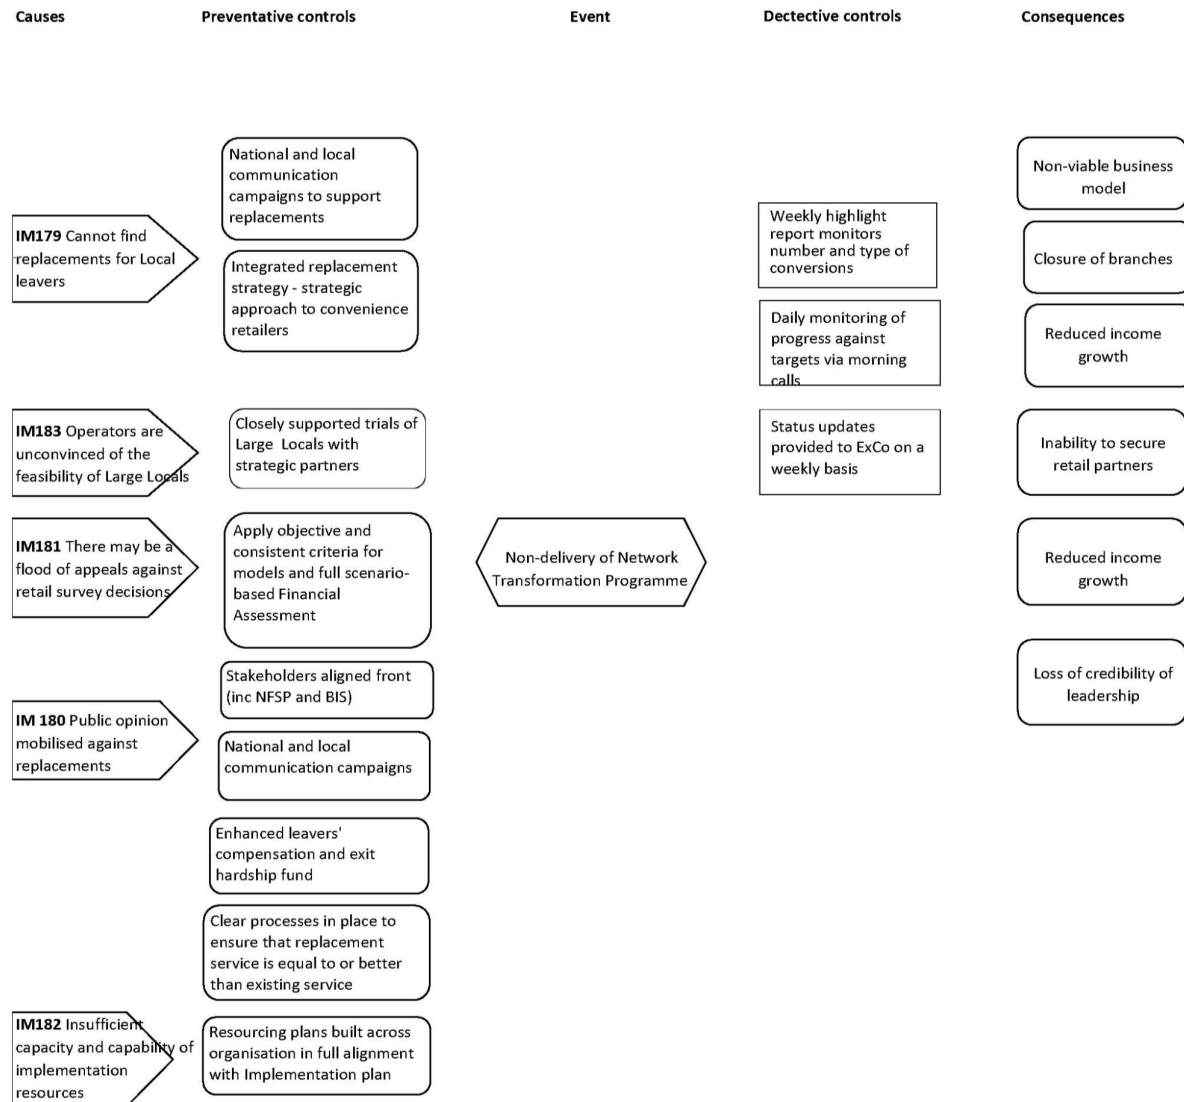 Causes
Preventative controls
Event
Dectective controls
Consequences
IM179 Cannot find
replacements for Local
leavers
National and local
communication
campaigns to support
replacements
Integrated replacement
strategy - strategic
approach to convenience
retailers
IM183 Operators are
unconvinced of the
feasibility of Large Locals
Closely supported trials of
Large Locals with
strategic partners
IM181 There may be a
flood of appeals against
retail survey decisions
Apply objective and
consistent criteria for
models and full scenario-
based Financial
Assessment
IM 180 Public opinion
mobilised against
replacements
Stakeholders aligned front
(inc NFSP and BIS)
National and local
communication campaigns
Enhanced leavers'
compensation and exit
hardship fund
Clear processes in place to
ensure that replacement
service is equal to or better
than existing service
IM182 Insufficient
capacity and capability of
implementation
resources
Resourcing plans built across
organisation in full alignment
with Implementation plan
Non-delivery of Network
Transformation Programme
Weekly highlight
report monitors
number and type of
conversions
Daily monitoring of
progress against
targets via morning
calls
Status updates
provided to ExCo on a
weekly basis
Non-viable business
model
Closure of branches
Reduced income
growth
Inability to secure
retail partners
Reduced income
growth
Loss of credibility of
leadership